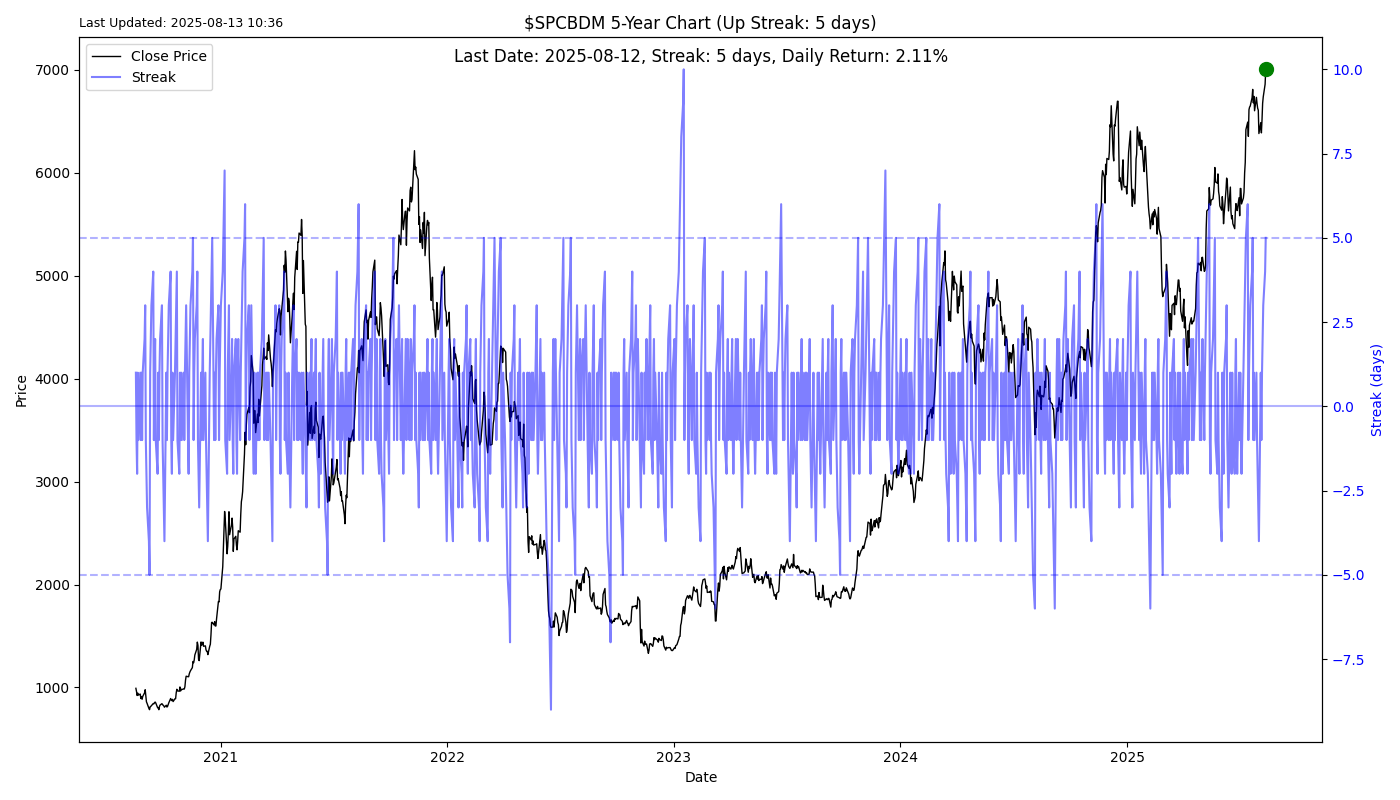 Last Updated: 2025-08-13 10:36
$SPCBDM 5-Year Chart (Up Streak: 5 days)
Last Date: 2025-08-12, Streak: 5 days, Daily Return: 2.11%
Close Price
Streak
7000
6000
5000
4000
3000
2000
1000
Price
10.0
7.5
5.0
2.5
0.0
−2.5
−5.0
−7.5
Streak (days)
2021
2022
2023
2024
2025
Date